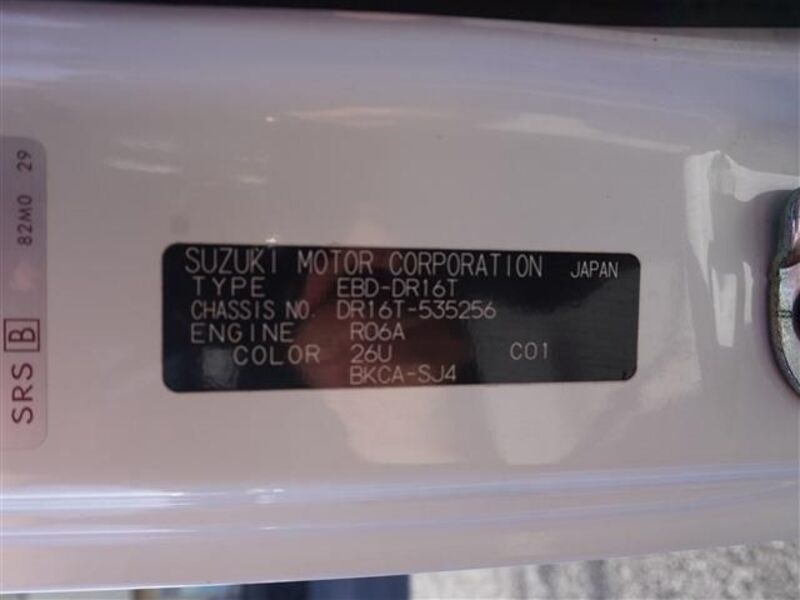 SUZUKI MOTOR CORPORATION JAPAN
TYPE EBD-DR16T
CHASSIS NO. DR16T-535256
ENGINE R06A
COLOR 26U C01
BKCA-SJ4
SRS B 82M0 29